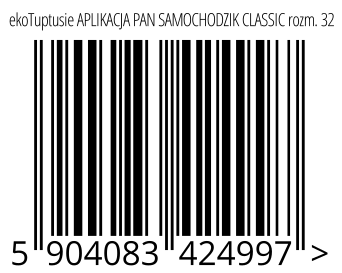 ekoTuptusie APLIKACJA PAN SAMOCHODZIK CLASSIC rozm. 32
5 904083 424997 >